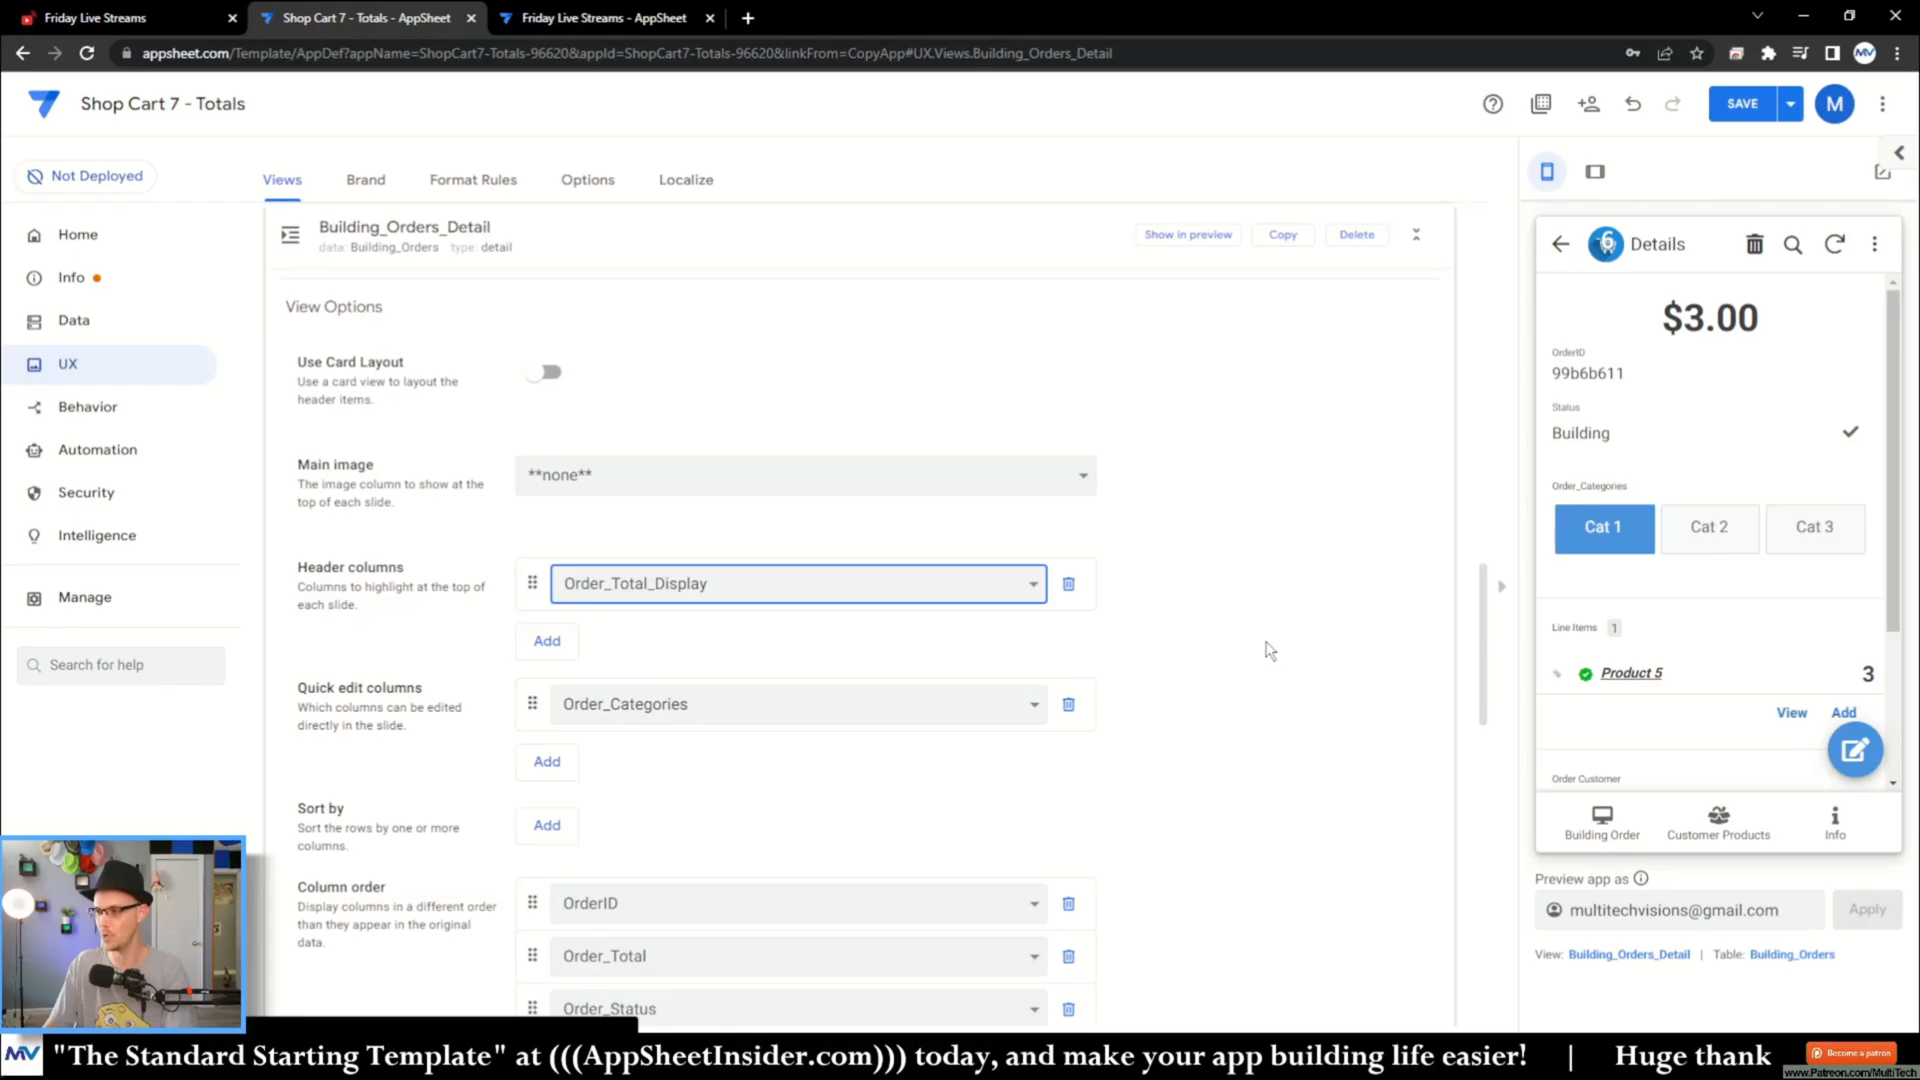 Friday Live Streams
Shop Cart 7 - Totals - AppSheet
Friday Live Streams - AppSheet
appsheet.com/Template/AppDef?appName=ShopCart7-Totals-96620&appId=ShopCart7-Totals-96620&linkFrom=CopyApp#UX.Views.Building_Orders_Detail
MV
Shop Cart 7 - Totals
SAVE
M
Not Deployed
Views Brand Format Rules Options Localize
Home
Info
Data
UX
Behavior
Automation
Security
Intelligence
Manage
Search for help
Building_Orders_Detail
data: Building_Orders type: detail
Show in preview Copy Delete
View Options
Use Card Layout
Use a card view to layout the
header items.
Main image
The image column to show at the
top of each slide.
**none**
Header columns
Columns to highlight at the top of
each slide.
Order_Total_Display
Add
Quick edit columns
Which columns can be edited
directly in the slide.
Order_Categories
Add
Sort by
Sort the rows by one or more
columns.
Add
Column order
Display columns in a different order
than they appear in the original
data.
OrderID
Order_Total
Order_Status
6
Details
$3.00
OrderID
99b6b611
Status
Building
Order_Categories
Cat 1 Cat 2 Cat 3
Line Items 1
Product 5 3
View Add
Order Customer
Building Order Customer Products Info
Preview app as
multitechvisions@gmail.com Apply
View: Building_Orders_Detail | Table: Building_Orders
MV "The Standard Starting Template" at (((AppSheetInsider.com))) today, and make your app building life easier! | Huge thank
Become a patron
www.Patreon.com/MultiTech